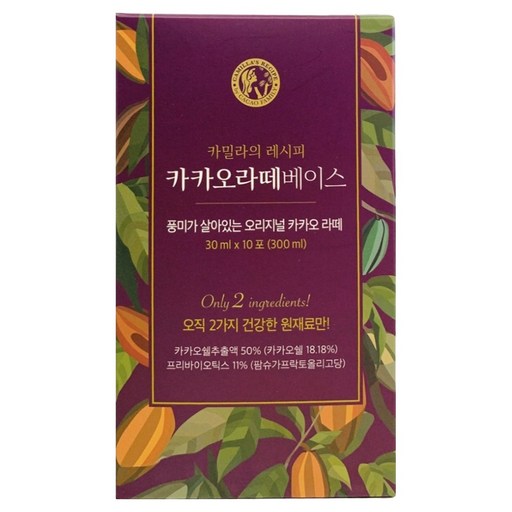 CAMILLA'S RECIPE
카밀라의 레시피
카카오라떼베이스
풍미가 살아있는 오리지널 카카오 라떼
30 ml x 10 포 (300 ml)
Only 2 ingredients!
오직 2가지 건강한 원재료만!
카카오쉘추출액 50% (카카오쉘 18.18%)
프리바이오틱스 11% (팜슈가프락토올리고당)